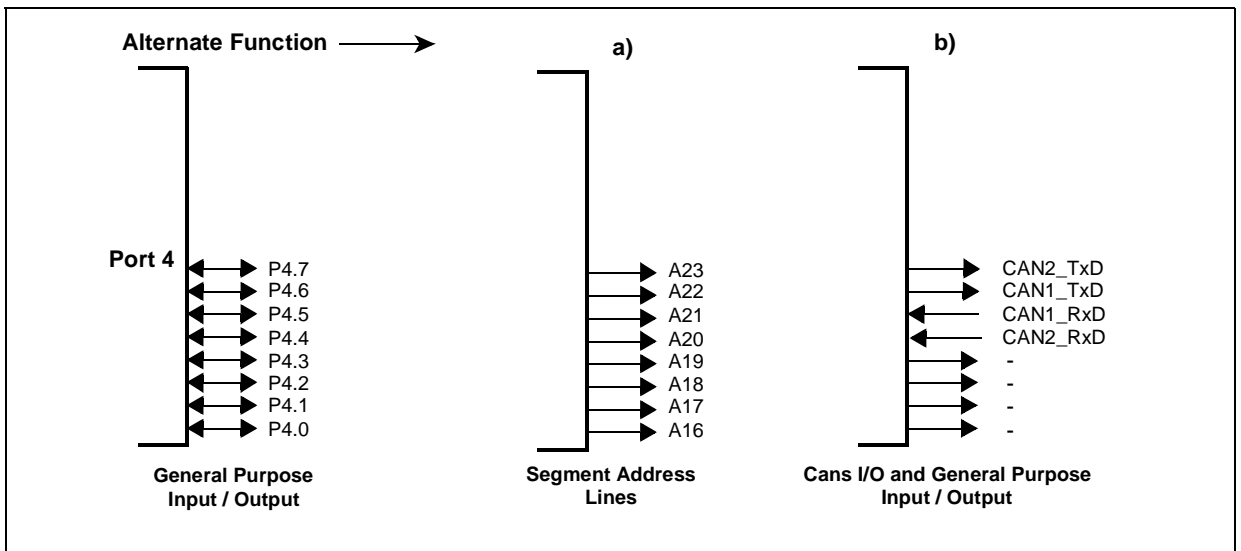 Alternate Function
a)
b)
Port 4
P4.7
P4.6
P4.5
P4.4
P4.3
P4.2
P4.1
P4.0
General Purpose
Input / Output
A23
A22
A21
A20
A19
A18
A17
A16
Segment Address
Lines
CAN2_TxD
CAN1_TxD
CAN1_RxD
CAN2_RxD
-
-
-
-
Cans I/O and General Purpose
Input / Output